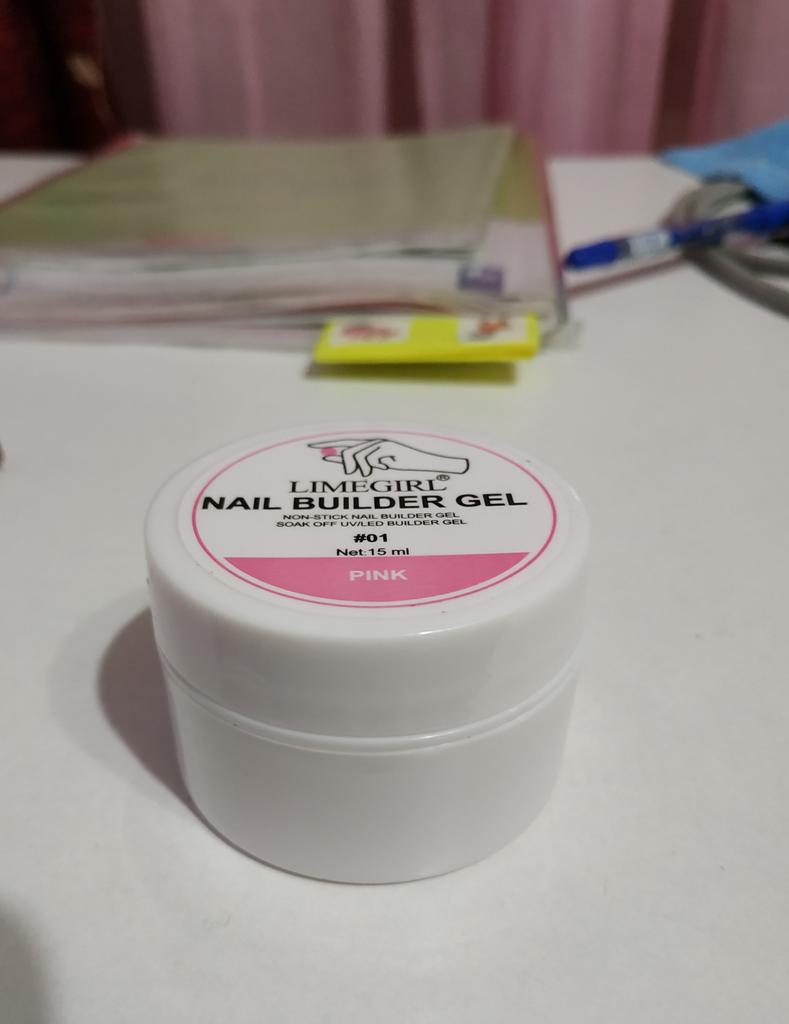 LIMEGIRL®
NAIL BUILDER GEL
NON-STICK NAIL BUILDER GEL
SOAK OFF UV/LED BUILDER GEL
#01
Net:15 ml
PINK